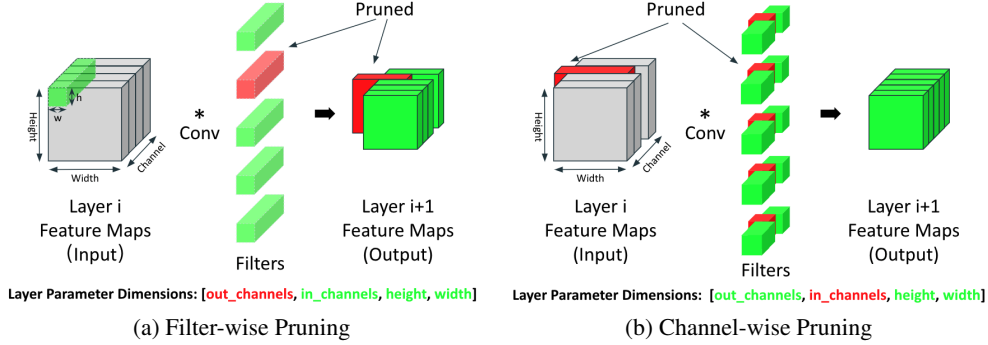 Pruned
h
w
Height
Width
Channel
*
Conv
Layer i
Feature Maps
(Input)
Filters
Layer i+1
Feature Maps
(Output)
Layer Parameter Dimensions: [out_channels, in_channels, height, width]
(a) Filter-wise Pruning
Pruned
Height
Width
Channel
*
Conv
Layer i
Feature Maps
(Input)
Filters
Layer i+1
Feature Maps
(Output)
Layer Parameter Dimensions: [out_channels, in_channels, height, width]
(b) Channel-wise Pruning